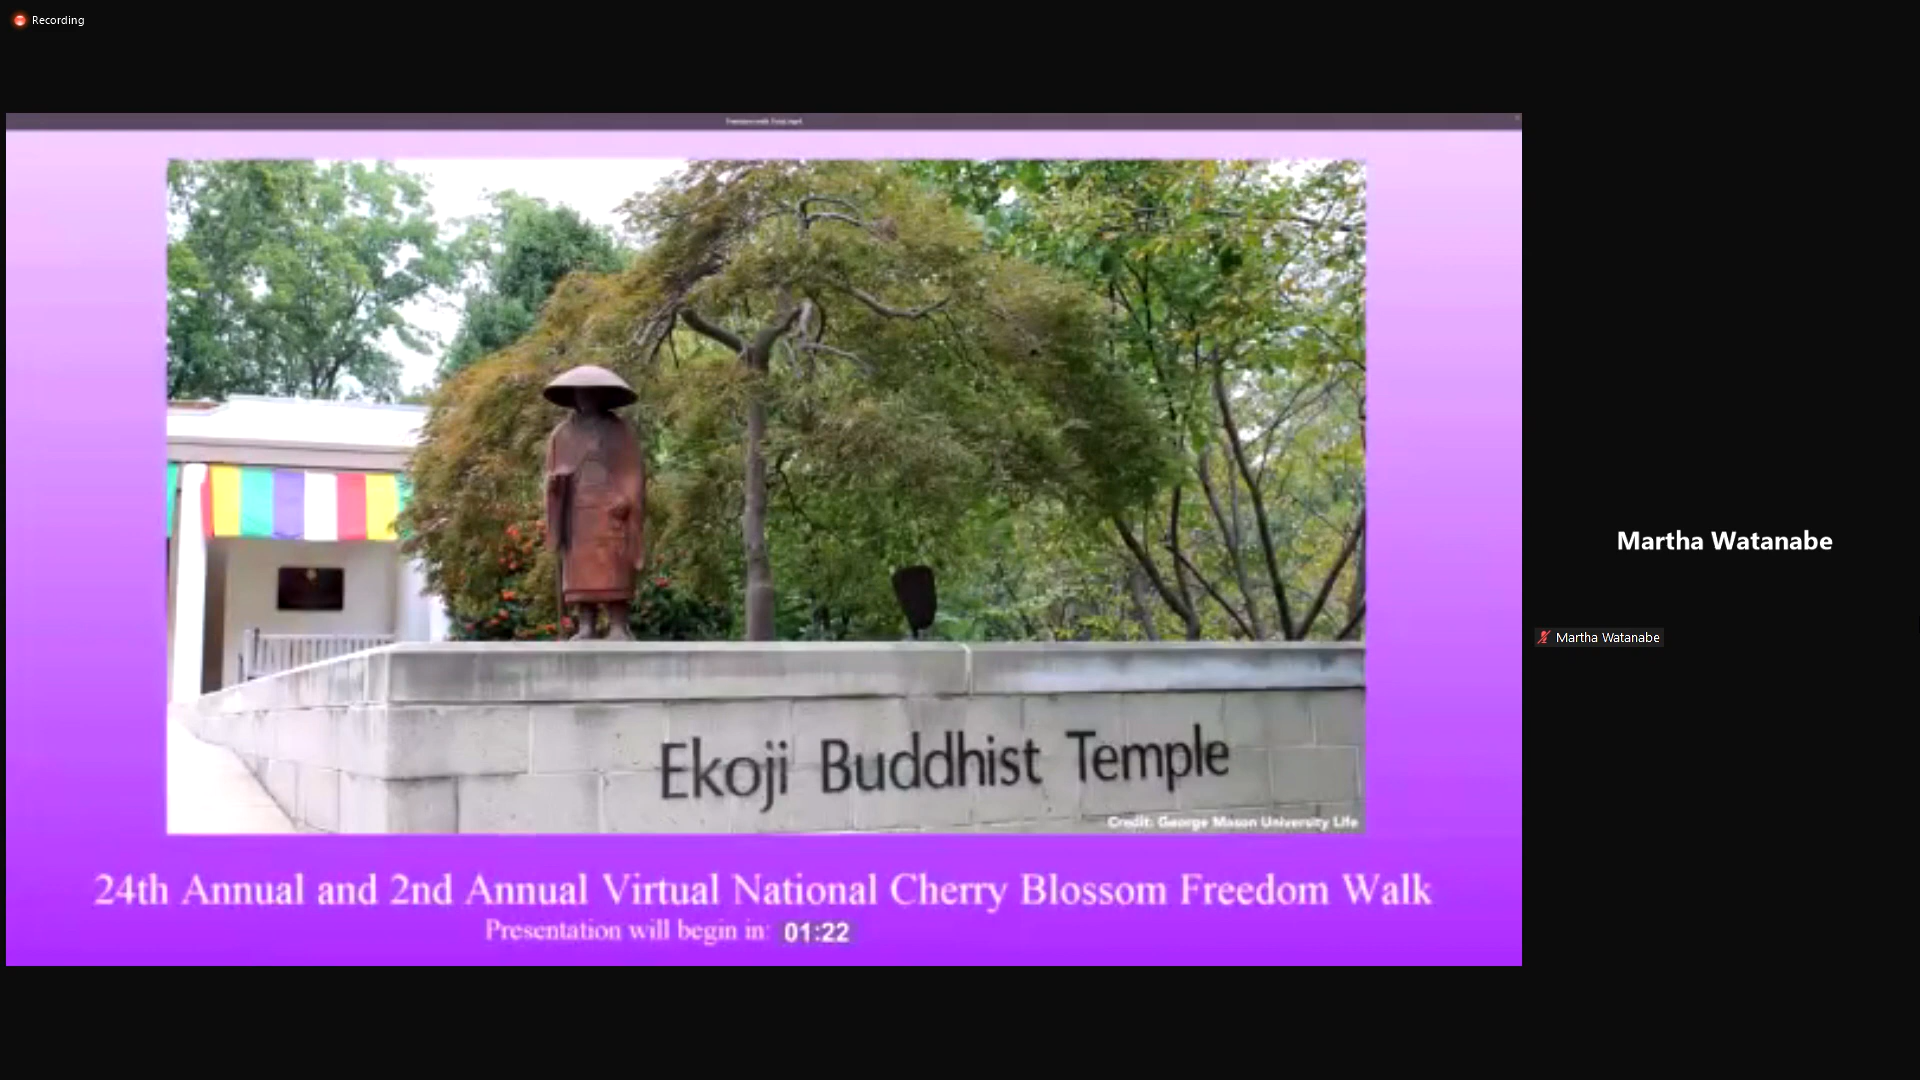 Recording
Ekoji Buddhist Temple
Credit: George Mason University Life
24th Annual and 2nd Annual Virtual National Cherry Blossom Freedom Walk
Presentation will begin in: 01:22
Martha Watanabe
Martha Watanabe